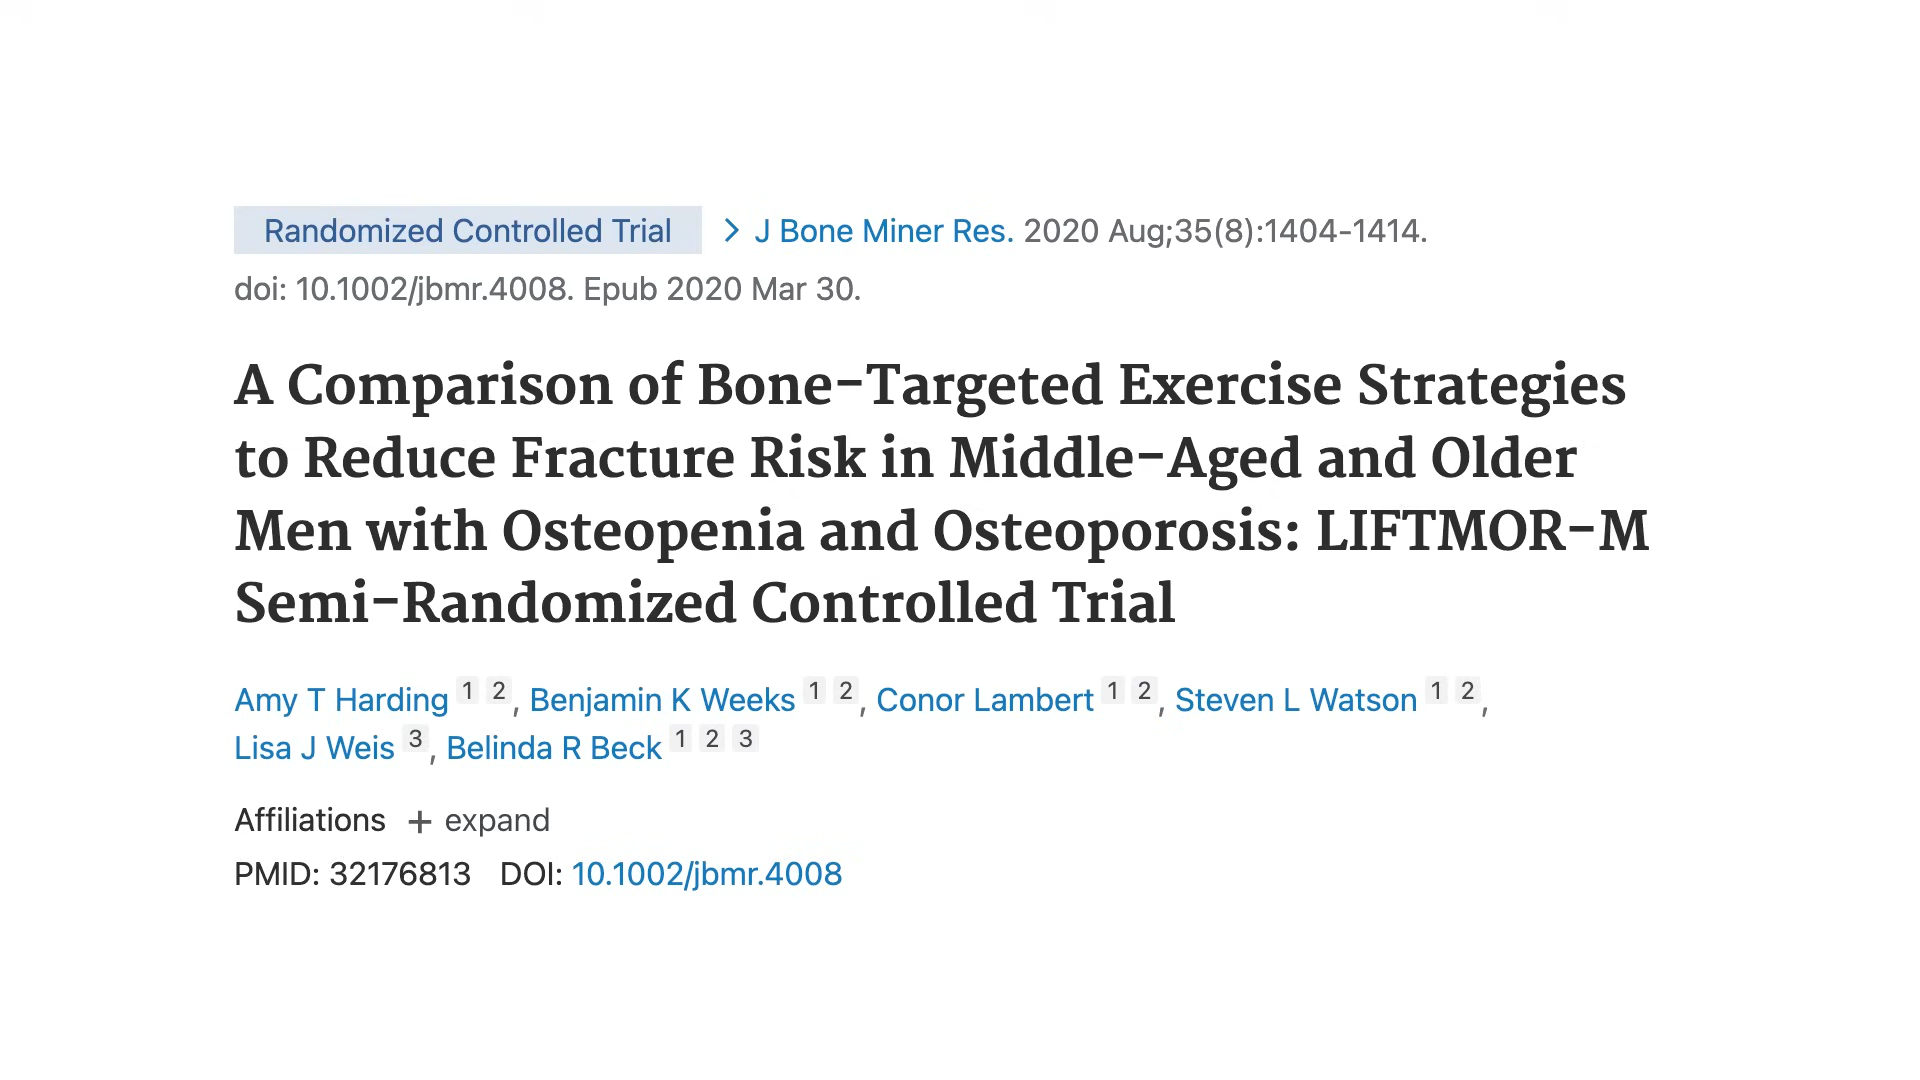 Randomized Controlled Trial > J Bone Miner Res. 2020 Aug;35(8):1404-1414.
doi: 10.1002/jbmr.4008. Epub 2020 Mar 30.
A Comparison of Bone-Targeted Exercise Strategies
to Reduce Fracture Risk in Middle-Aged and Older
Men with Osteopenia and Osteoporosis: LIFTMOR-M
Semi-Randomized Controlled Trial
Amy T Harding 1 2, Benjamin K Weeks 1 2, Conor Lambert 1 2, Steven L Watson 1 2,
Lisa J Weis 3, Belinda R Beck 1 2 3
Affiliations + expand
PMID: 32176813 DOI: 10.1002/jbmr.4008